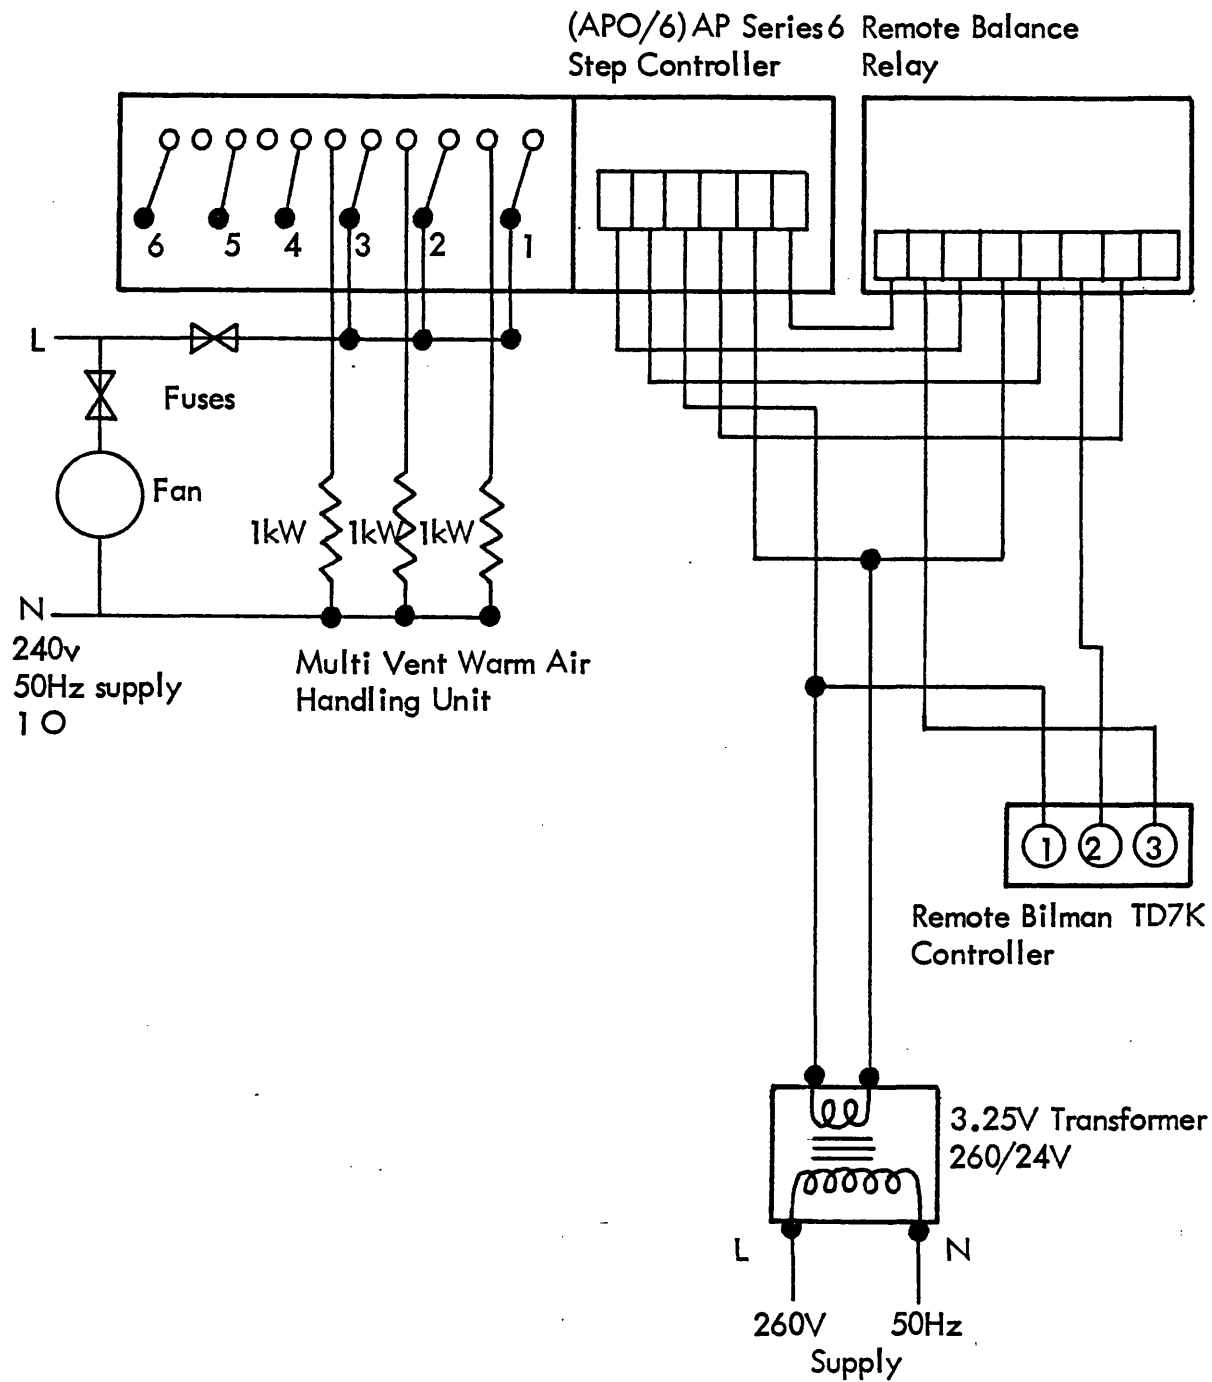 (APO/6) AP Series 6
Step Controller
Remote Balance
Relay
6 5 4 3 2 1
L
Fuses
Fan
1kW 1kW 1kW
N
240v
50Hz supply
1 O
Multi Vent Warm Air
Handling Unit
1 2 3
Remote Bilman TD7K
Controller
3.25V Transformer
260/24V
L N
260V 50Hz
Supply